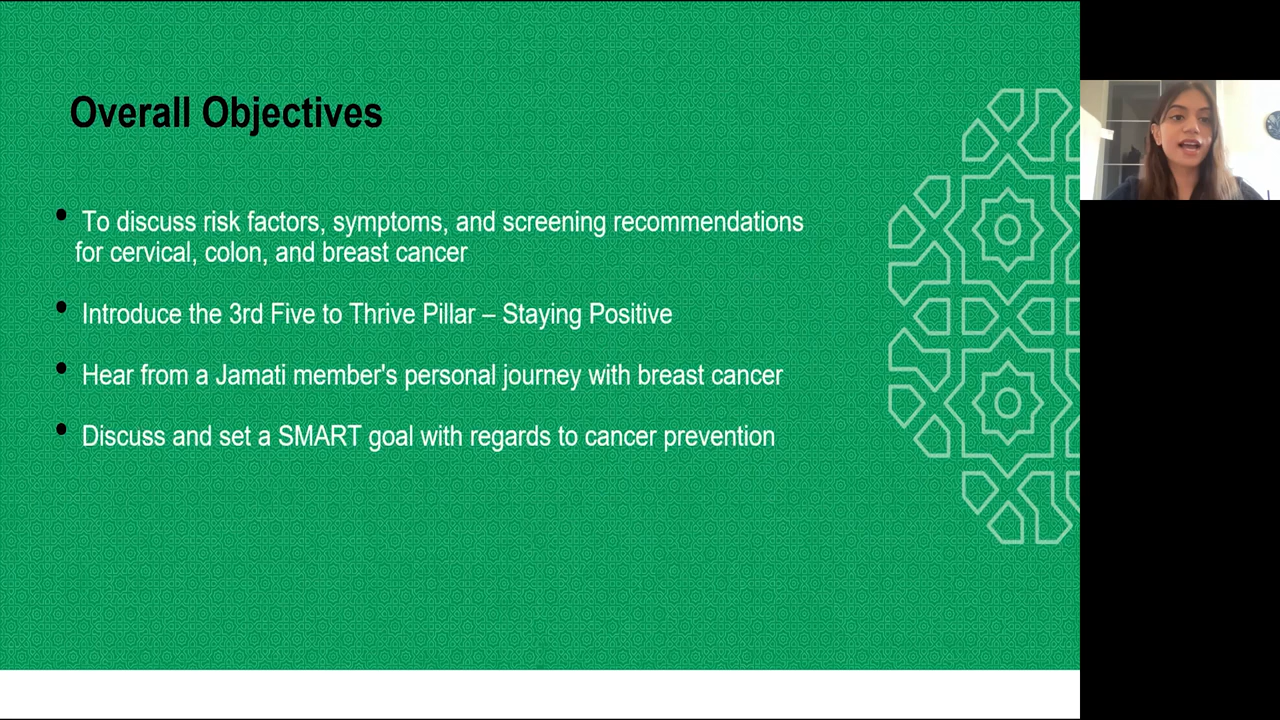 Overall Objectives
• To discuss risk factors, symptoms, and screening recommendations
for cervical, colon, and breast cancer
• Introduce the 3rd Five to Thrive Pillar – Staying Positive
• Hear from a Jamati member's personal journey with breast cancer
• Discuss and set a SMART goal with regards to cancer prevention